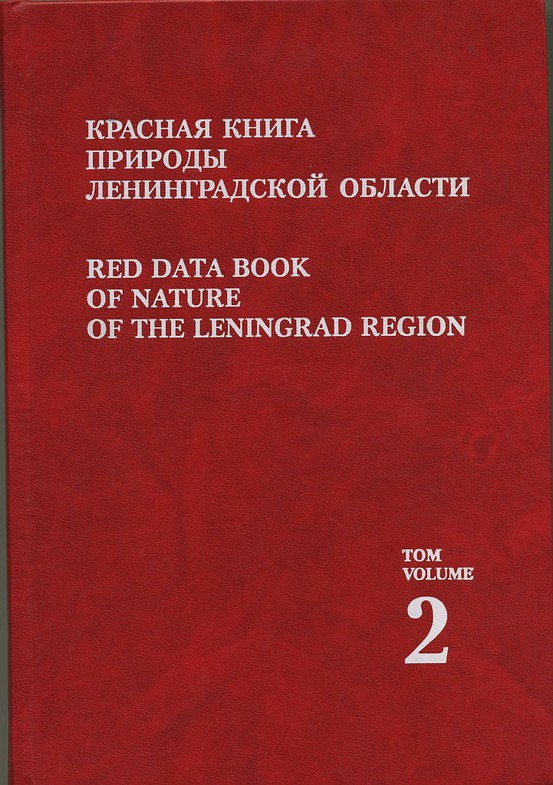 КРАСНАЯ КНИГА
ПРИРОДЫ
ЛЕНИНГРАДСКОЙ ОБЛАСТИ
RED DATA BOOK
OF NATURE
OF THE LENINGRAD REGION
ТОМ
VOLUME
2